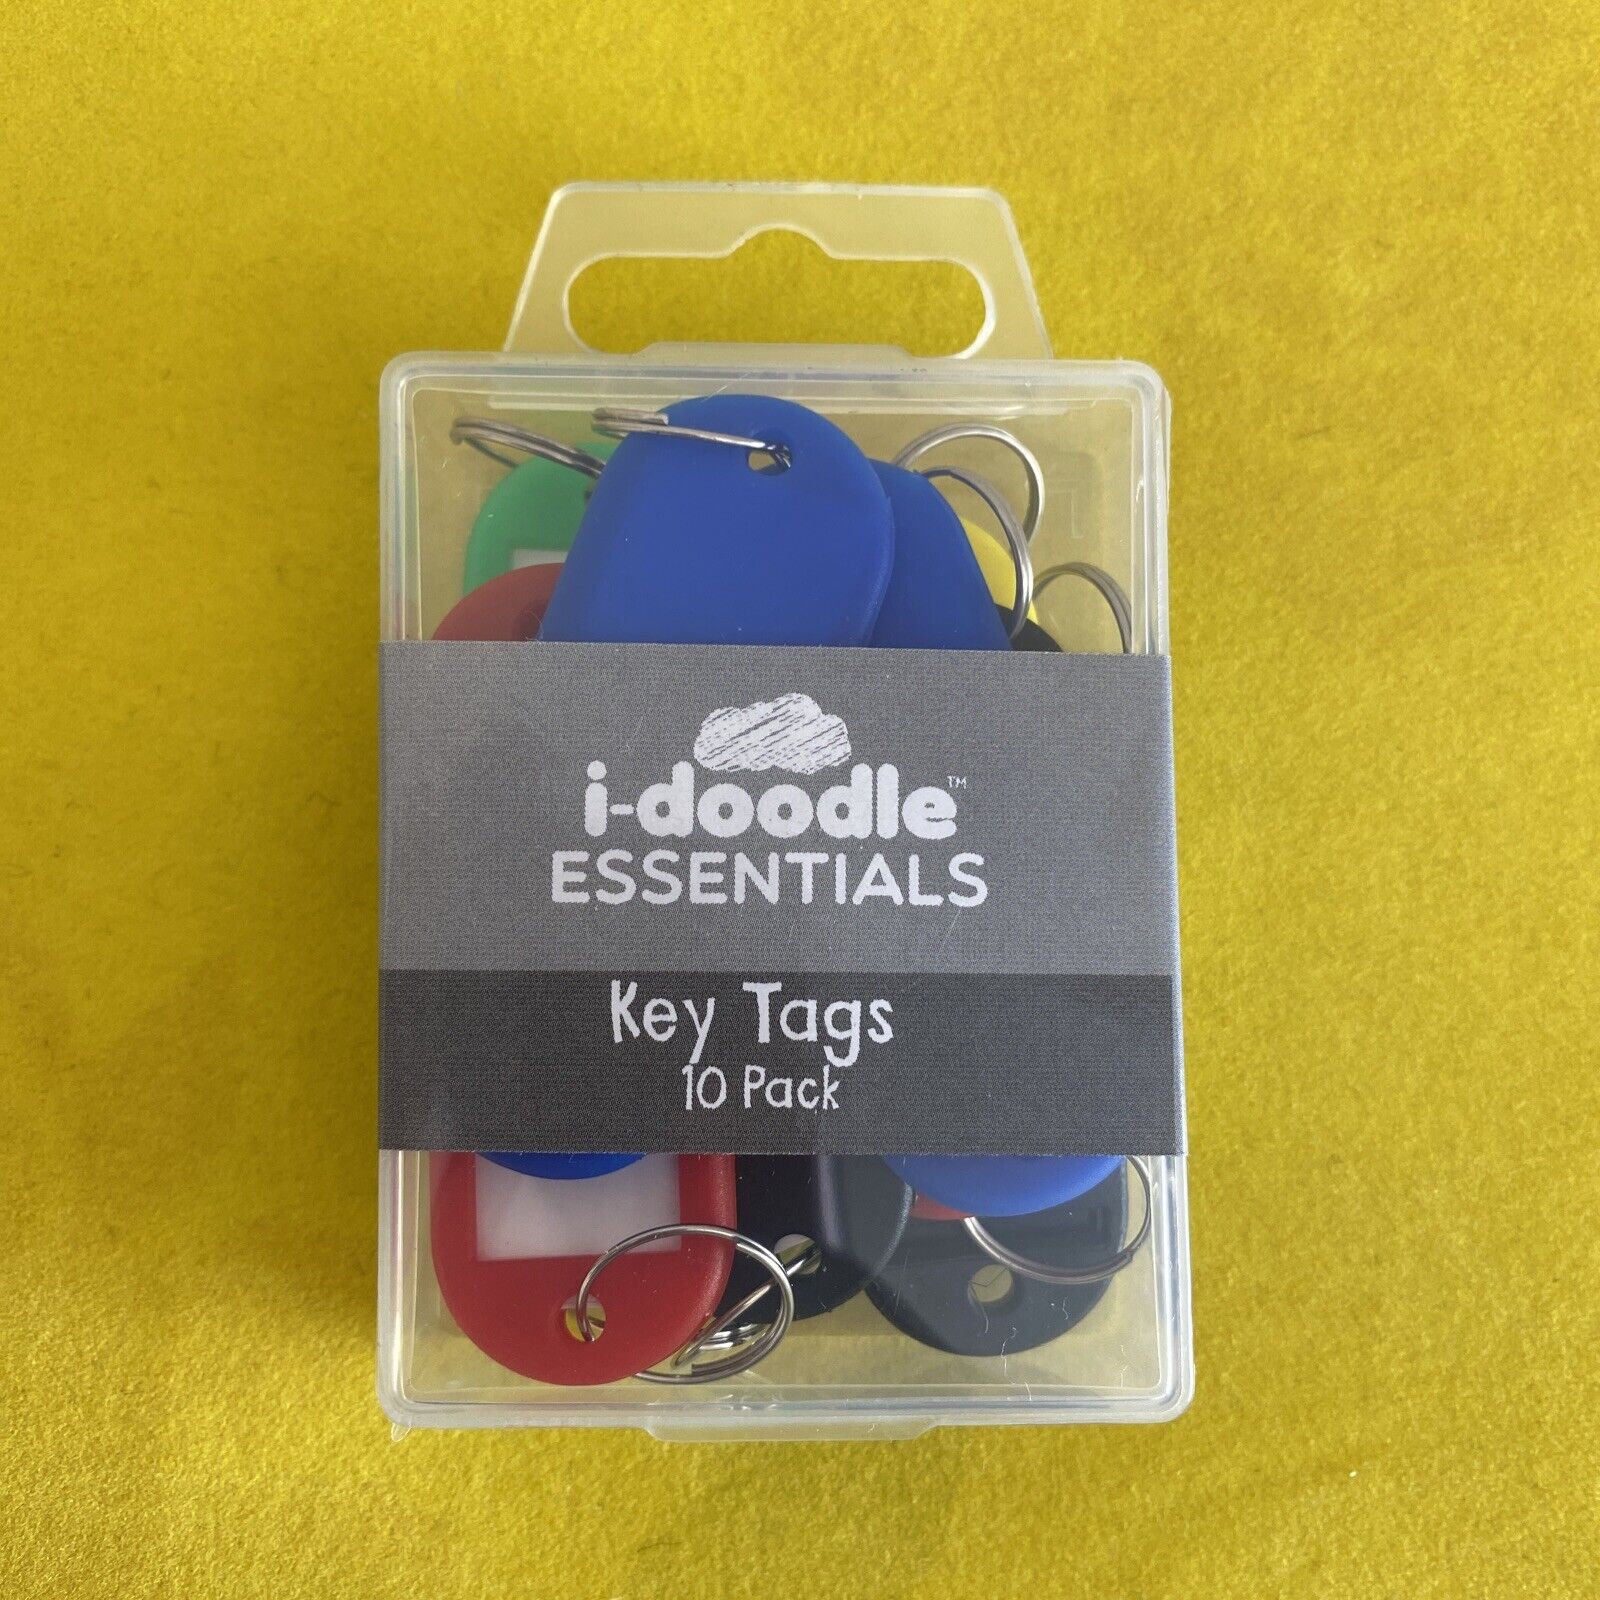 i-doodle™
ESSENTIALS
Key Tags
10 Pack